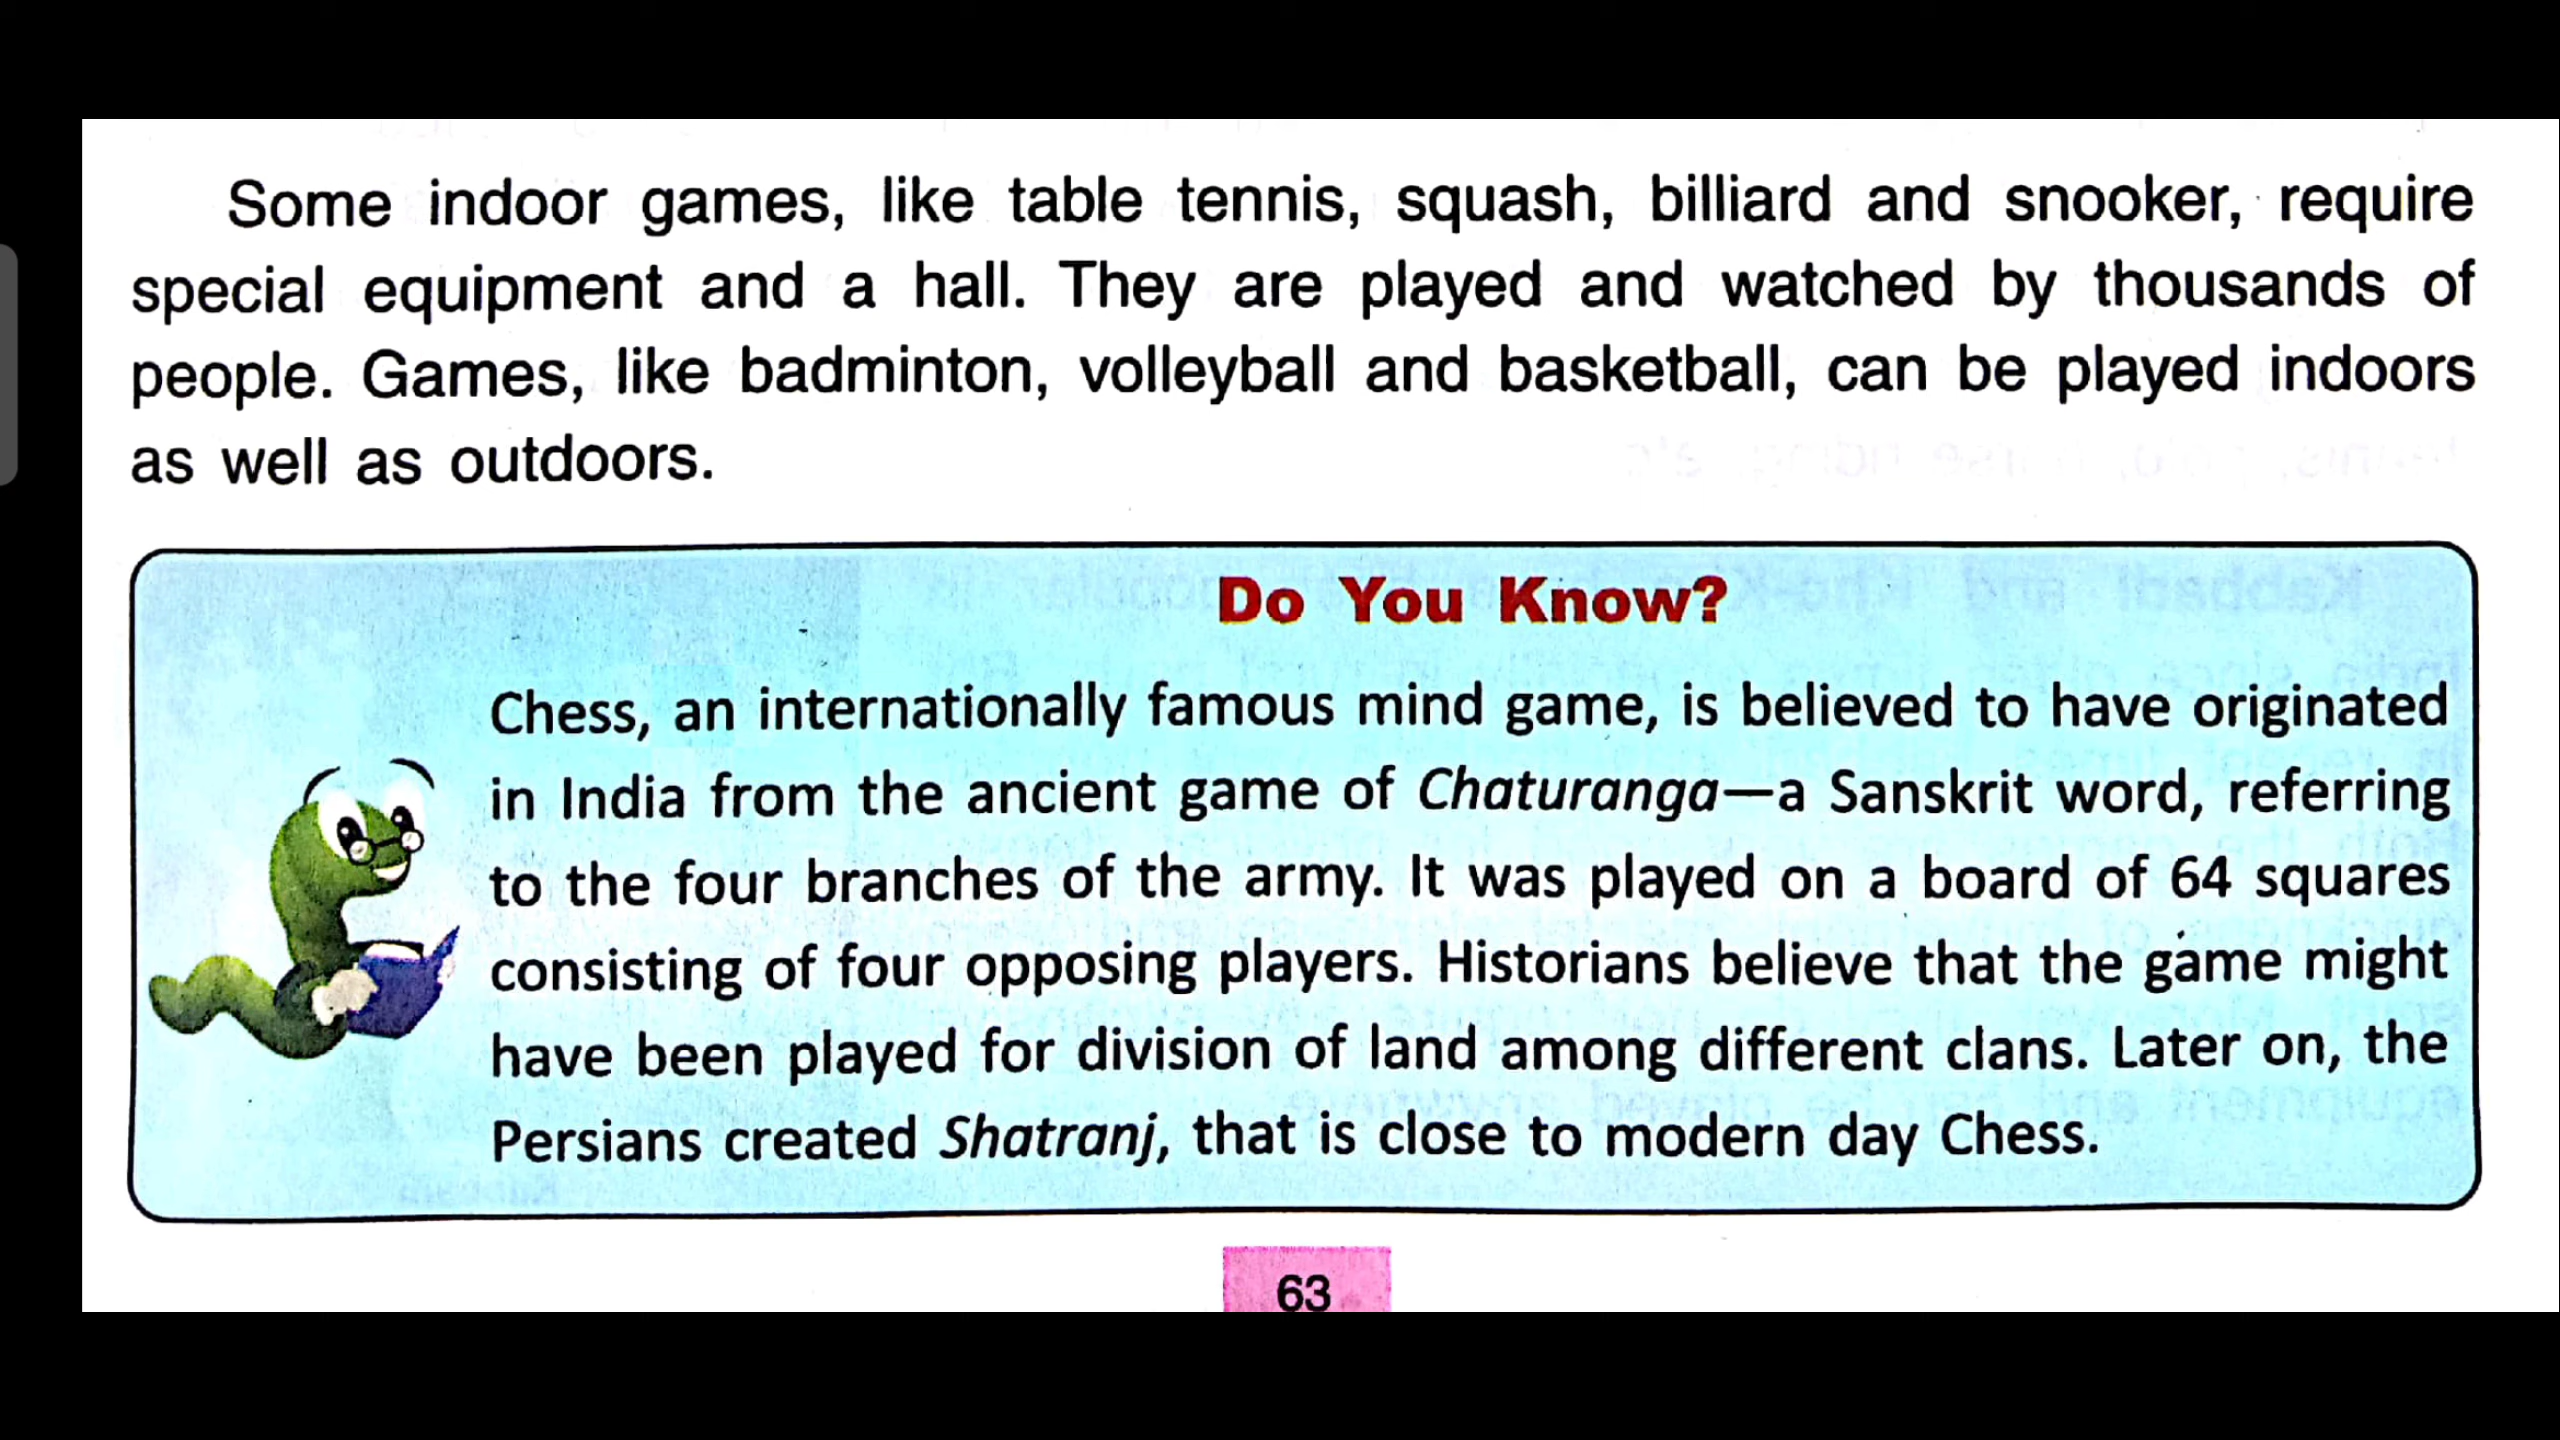 Some indoor games, like table tennis, squash, billiard and snooker, require
special equipment and a hall. They are played and watched by thousands of
people. Games, like badminton, volleyball and basketball, can be played indoors
as well as outdoors.
Do You Know?
Chess, an internationally famous mind game, is believed to have originated
in India from the ancient game of Chaturanga—a Sanskrit word, referring
to the four branches of the army. It was played on a board of 64 squares
consisting of four opposing players. Historians believe that the game might
have been played for division of land among different clans. Later on, the
Persians created Shatranj, that is close to modern day Chess.
63